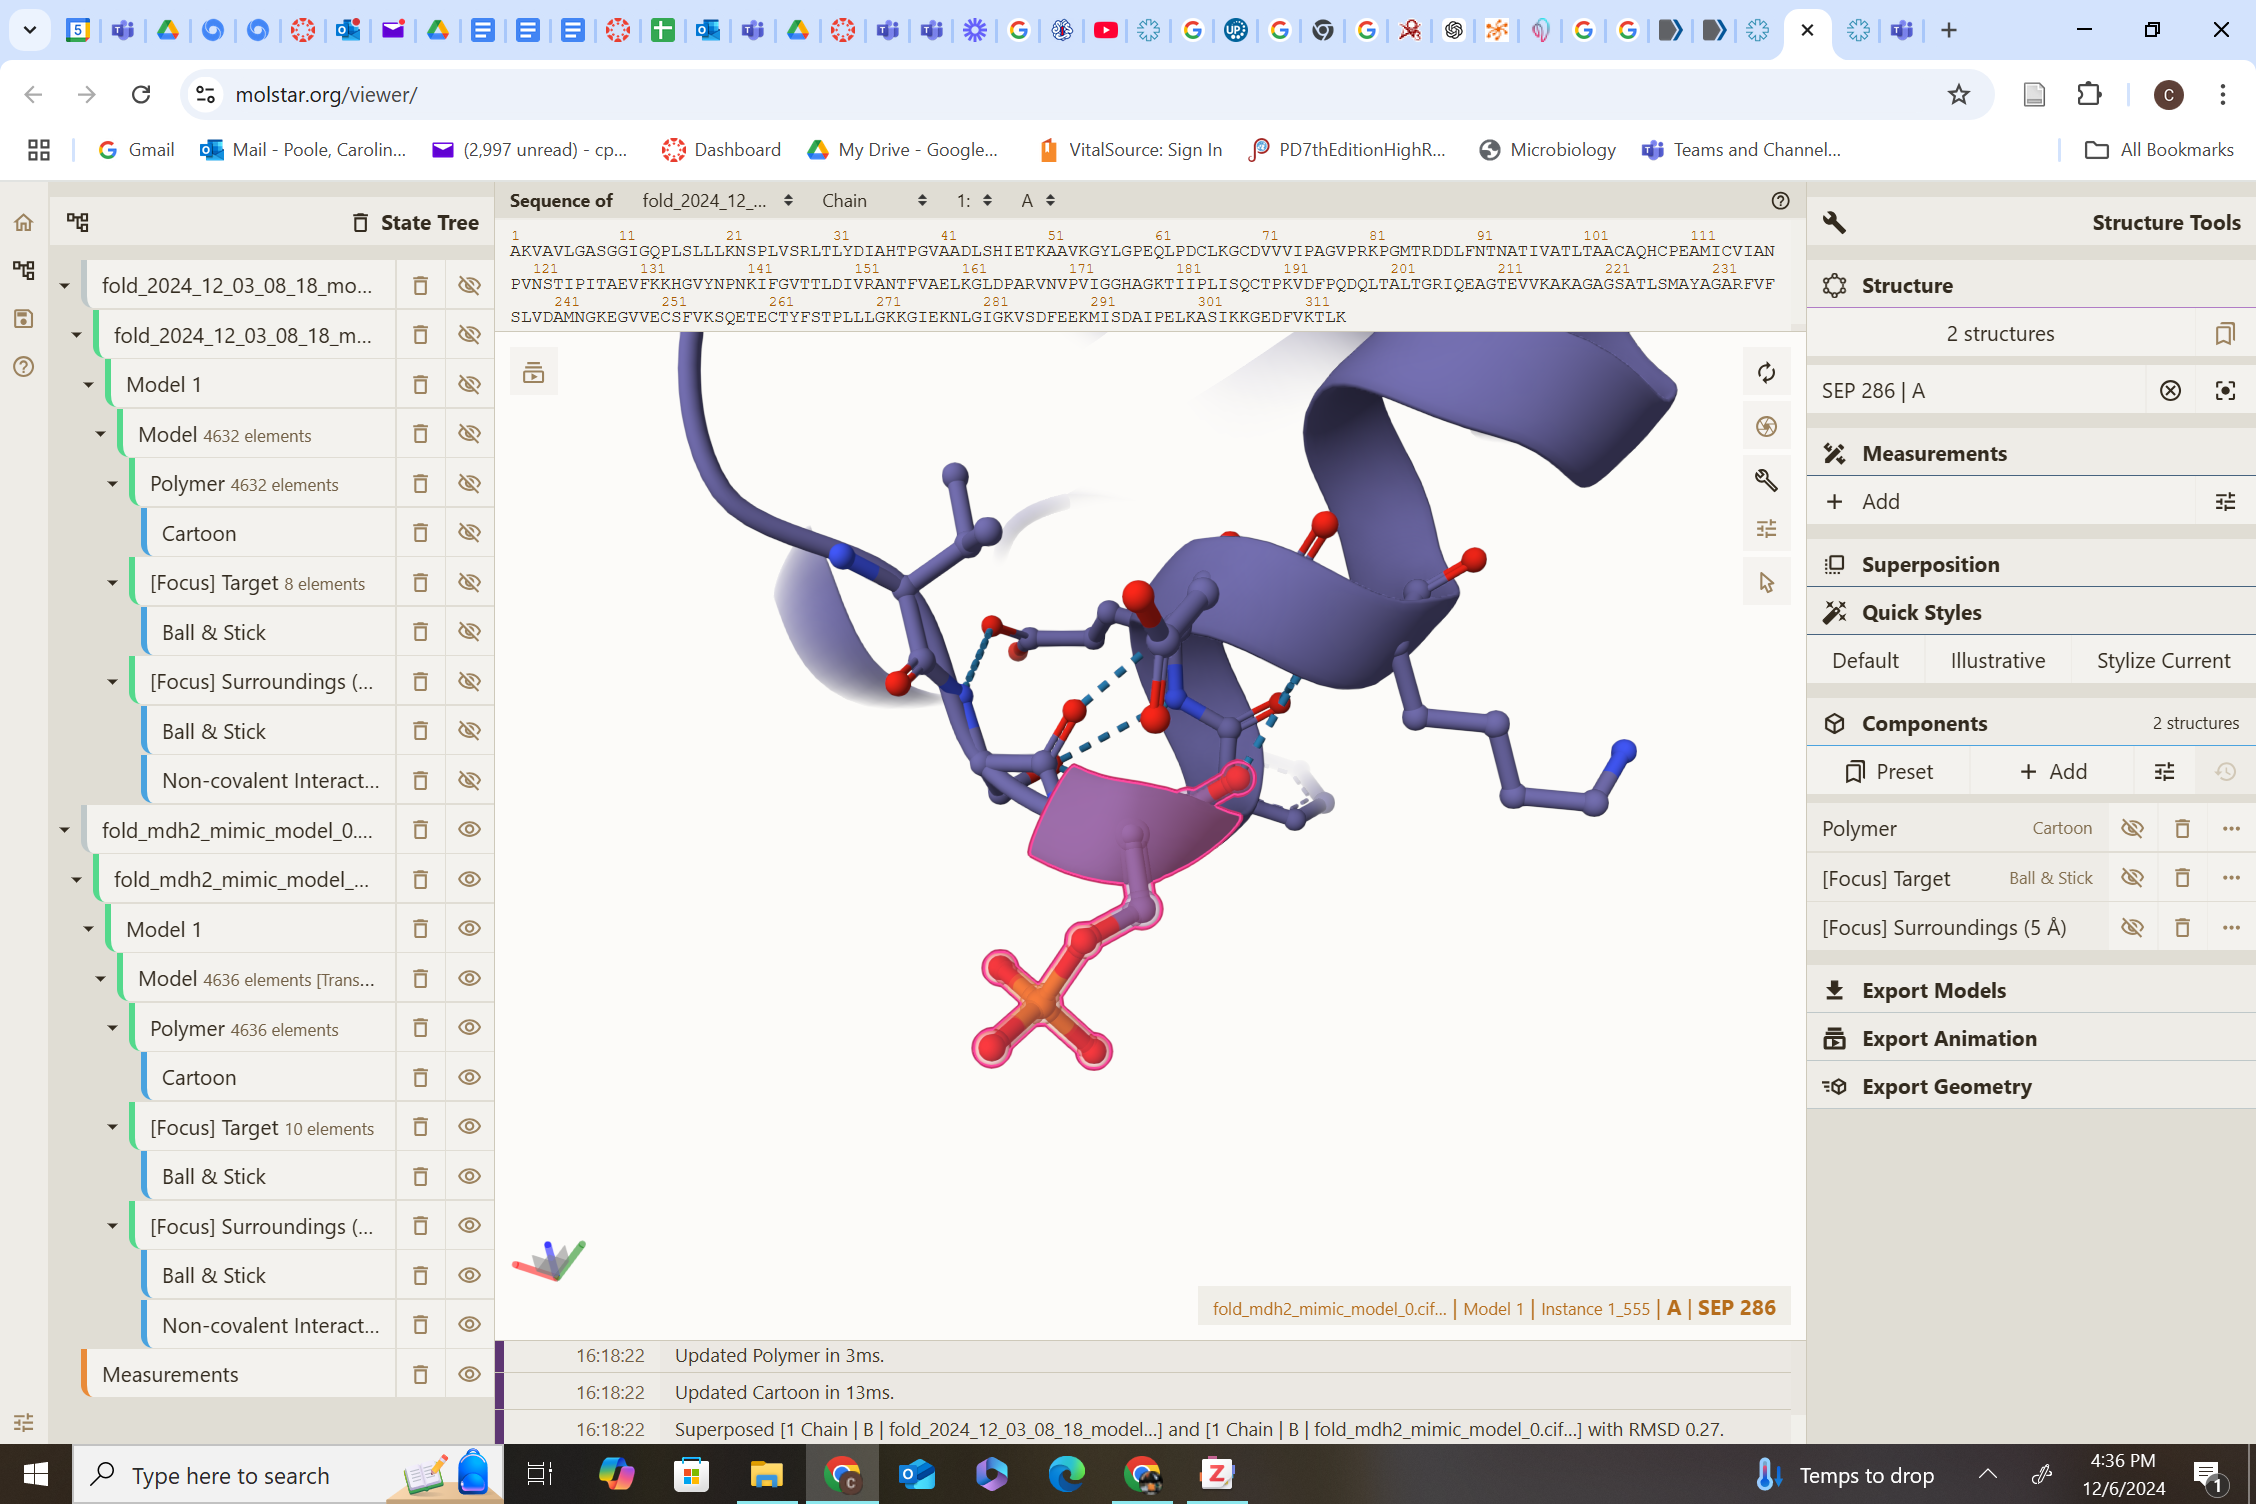 molstar.org/viewer/
Gmail
Mail - Poole, Carolin...
(2,997 unread) - cp...
Dashboard
My Drive - Google...
VitalSource: Sign In
PD7thEditionHighR...
Microbiology
Teams and Channel...
All Bookmarks
State Tree
fold_2024_12_03_08_18_mo...
fold_2024_12_03_08_18_m...
Model 1
Model 4632 elements
Polymer 4632 elements
Cartoon
[Focus] Target 8 elements
Ball & Stick
[Focus] Surroundings (...
Ball & Stick
Non-covalent Interact...
fold_mdh2_mimic_model_0....
fold_mdh2_mimic_model_...
Model 1
Model 4636 elements [Trans...
Polymer 4636 elements
Cartoon
[Focus] Target 10 elements
Ball & Stick
[Focus] Surroundings (...
Ball & Stick
Non-covalent Interact...
Measurements
Sequence of fold_2024_12_... Chain 1: A
1 11 21 31 41 51 61 71 81 91 101 111
AKVAVLGASGGIGQPLSLLLKNSPLVSRLTLYDIAHTPGVAADLSHIETKAAVKGYLGPEQLPDCLKGCDVVVIPAGVPRKPGMTRDDLFNTNATIVATLTAACAQHCPEAMICVIAN
121 131 141 151 161 171 181 191 201 211 221 231
PVNSTIPITAEVFKKHGVYNPNKIFGVTTLDIVRANTFVAELKGLDPARVNVPVIGGHAGKTIIPLISQCTPKVDFPQDQLTALTGRIQEAGTEVVKAKAGAGSATLSMAYAGARFVF
241 251 261 271 281 291 301 311
SLVDAMNGKEGVVECSFVKSQETECTYFSTPLLLGKKGIEKNLGIGKVSDFEEKMISDAIPELKASIKKGEDFVKTLK
fold_mdh2_mimic_model_0.cif... | Model 1 | Instance 1_555 | A | SEP 286
16:18:22 Updated Polymer in 3ms.
16:18:22 Updated Cartoon in 13ms.
16:18:22 Superposed [1 Chain | B | fold_2024_12_03_08_18_model...] and [1 Chain | B | fold_mdh2_mimic_model_0.cif...] with RMSD 0.27.
Structure Tools
Structure
2 structures
SEP 286 | A
Measurements
+ Add
Superposition
Quick Styles
Default Illustrative Stylize Current
Components 2 structures
Preset + Add
Polymer Cartoon
[Focus] Target Ball & Stick
[Focus] Surroundings (5 Å)
Export Models
Export Animation
Export Geometry
Type here to search
Temps to drop
4:36 PM
12/6/2024
1